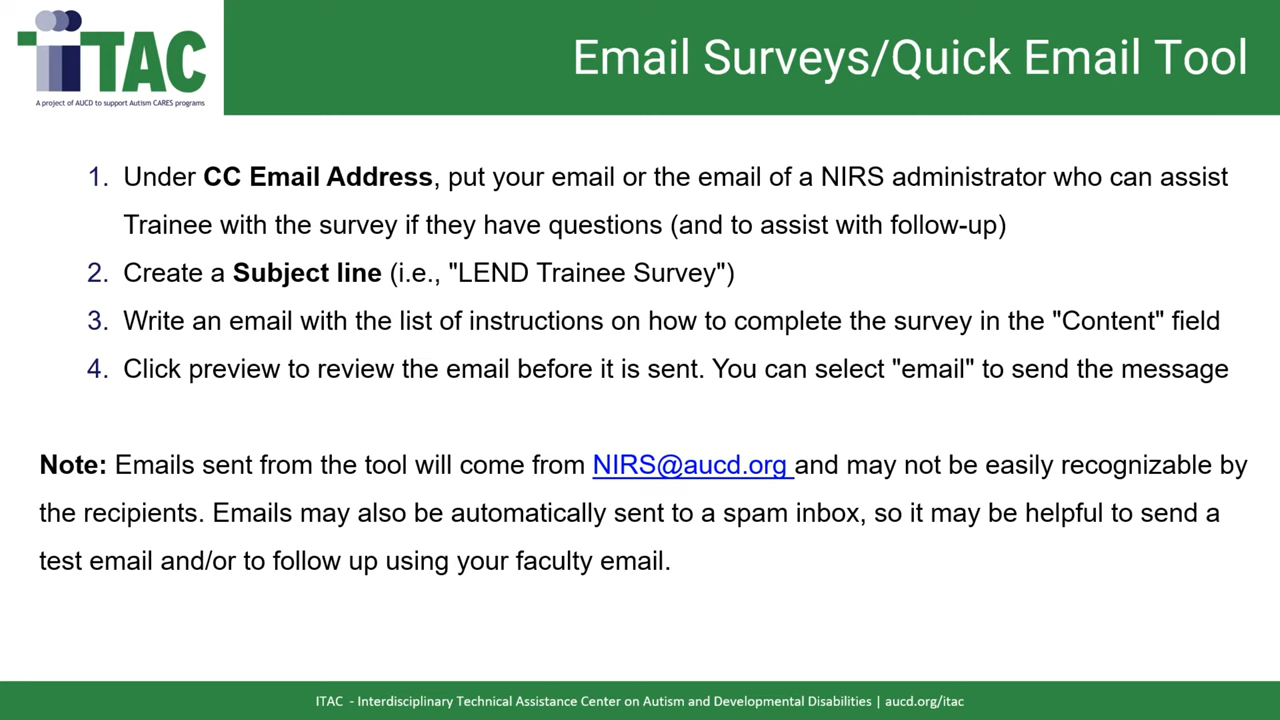 iTAC
A project of AUCD to support Autism CARES programs
Email Surveys/Quick Email Tool
1. Under CC Email Address, put your email or the email of a NIRS administrator who can assist
Trainee with the survey if they have questions (and to assist with follow-up)
2. Create a Subject line (i.e., "LEND Trainee Survey")
3. Write an email with the list of instructions on how to complete the survey in the "Content" field
4. Click preview to review the email before it is sent. You can select "email" to send the message
Note: Emails sent from the tool will come from NIRS@aucd.org and may not be easily recognizable by
the recipients. Emails may also be automatically sent to a spam inbox, so it may be helpful to send a
test email and/or to follow up using your faculty email.
ITAC - Interdisciplinary Technical Assistance Center on Autism and Developmental Disabilities | aucd.org/itac